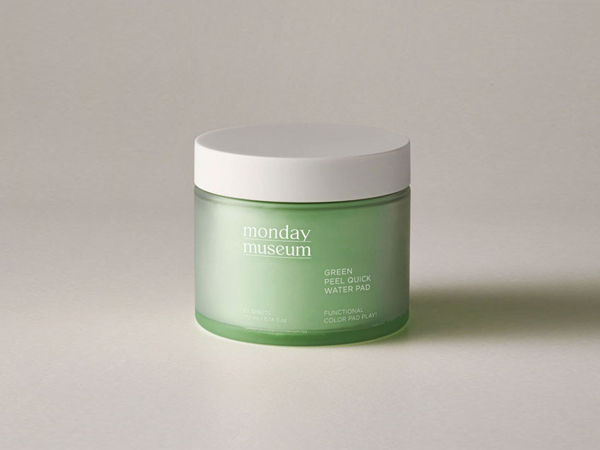 monday
museum
GREEN
PEEL QUICK
WATER PAD
FUNCTIONAL
COLOR PAD PLAY!